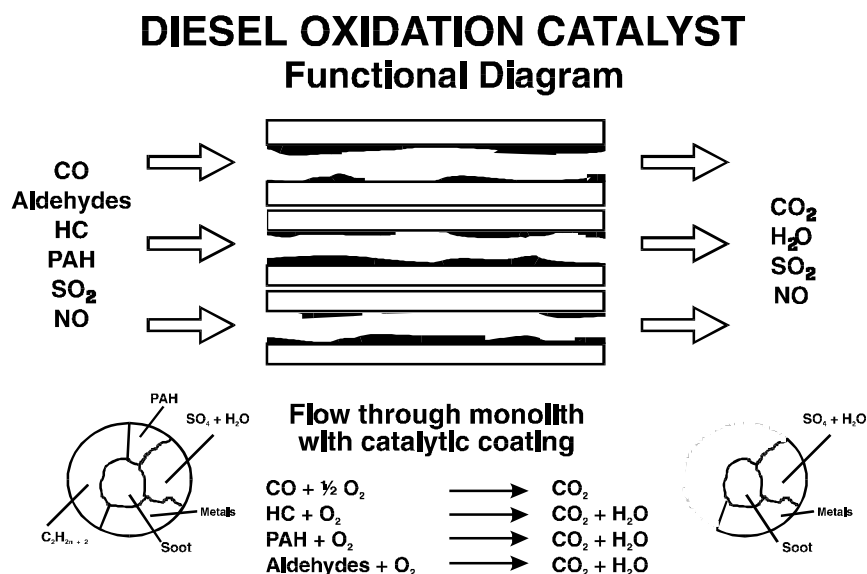 DIESEL OXIDATION CATALYST
Functional Diagram
CO
Aldehydes
HC
PAH
SO₂
NO
CO₂
H₂O
SO₂
NO
PAH
SO₄ + H₂O
Metals
Soot
C₂H₂ₙ ₊ ₂
Flow through monolith
with catalytic coating
CO + ½ O₂ CO₂
HC + O₂ CO₂ + H₂O
PAH + O₂ CO₂ + H₂O
Aldehydes + O₂ CO₂ + H₂O
SO₄ + H₂O
Metals
Soot